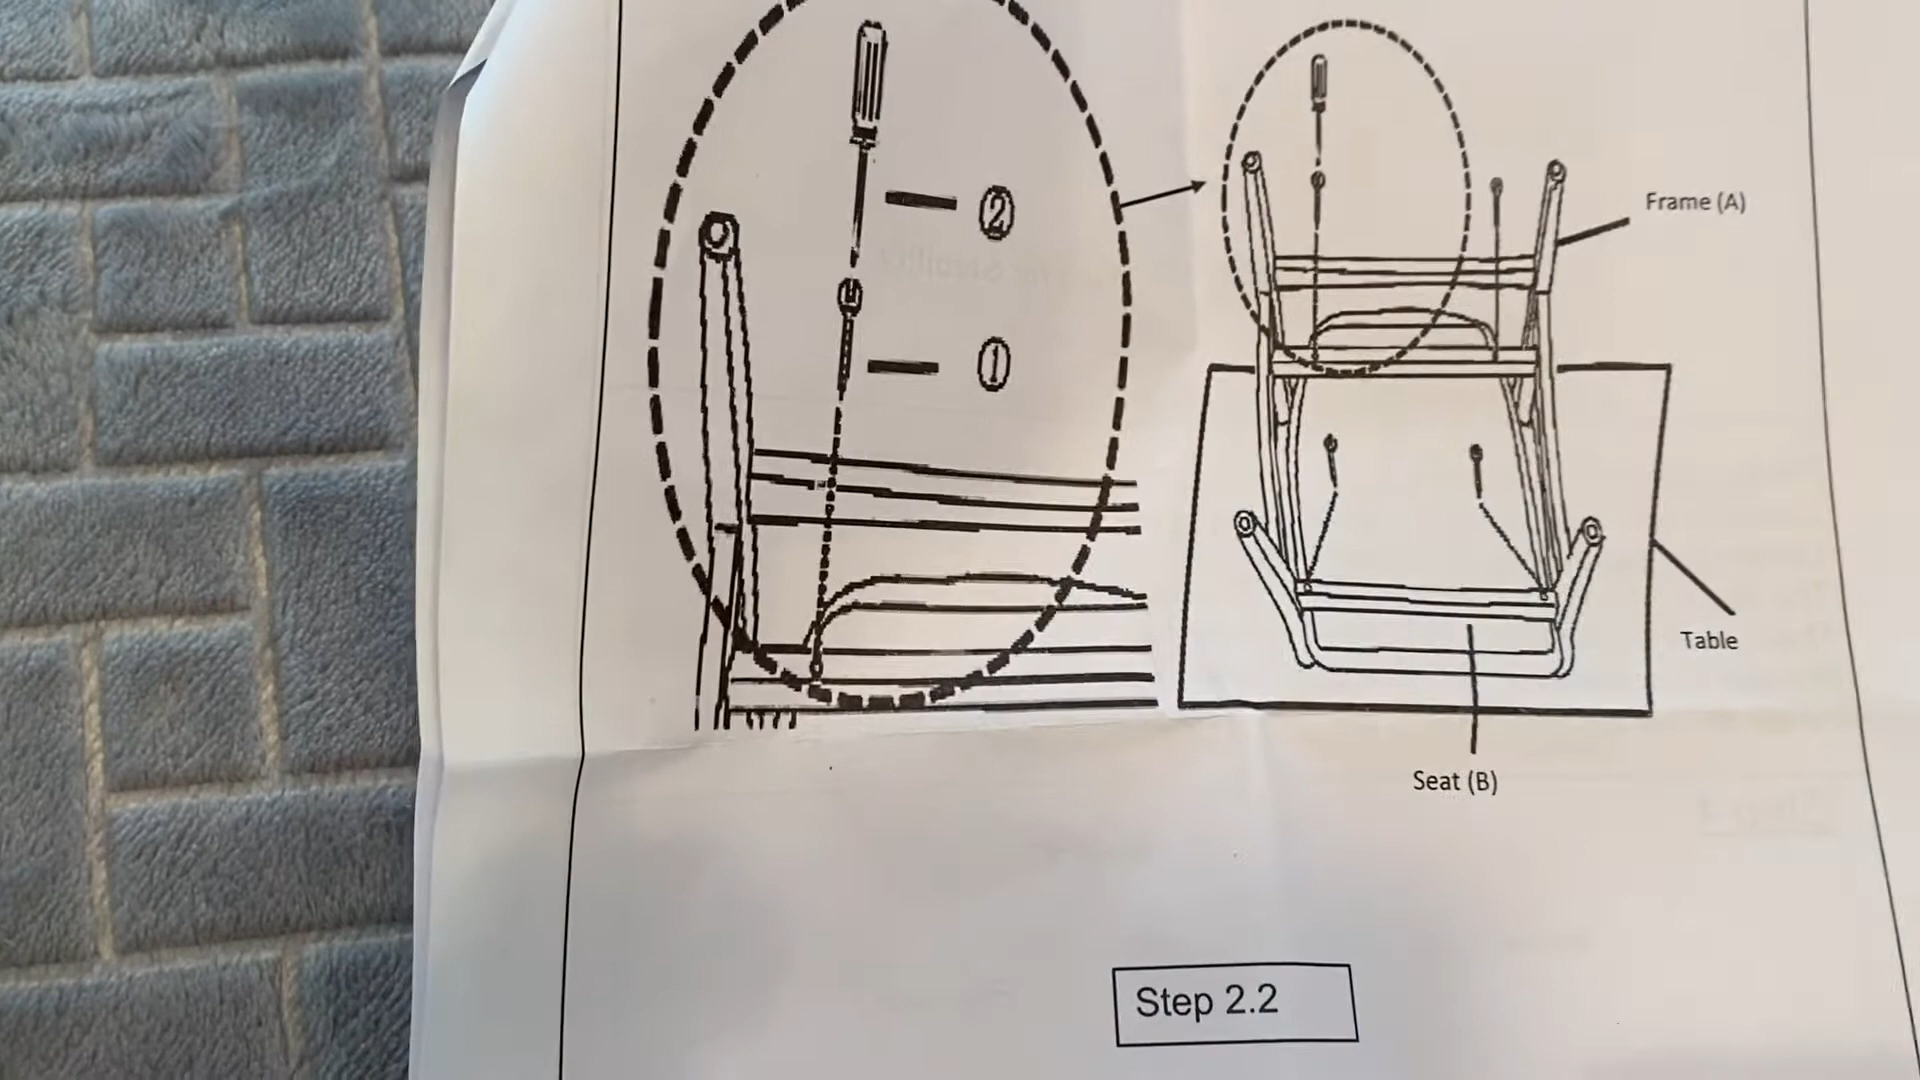 ②
①
Frame (A)
Table
Seat (B)
Step 2.2